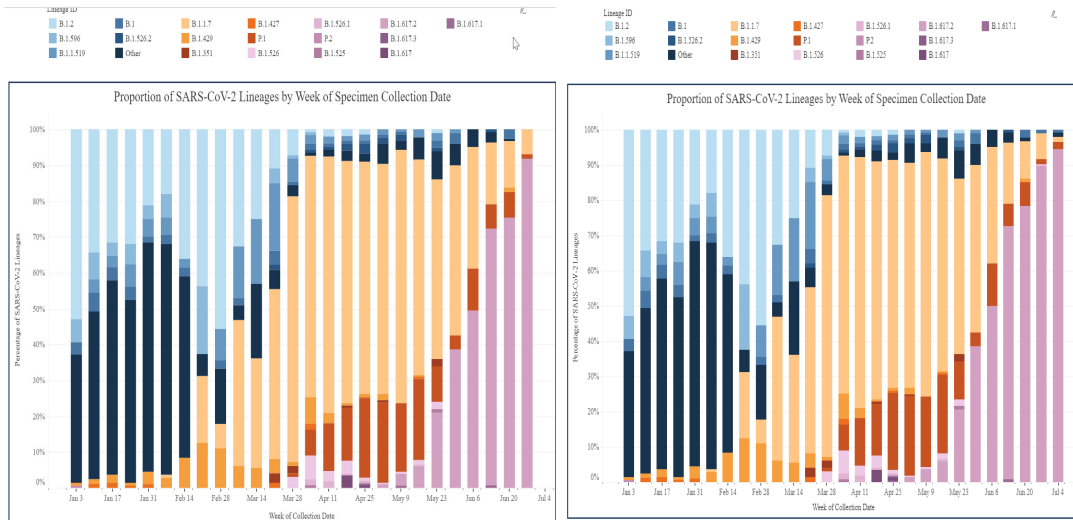 Lineage ID
B.1.2 B.1 B.1.1.7 B.1.427 B.1.526.1 B.1.617.2 B.1.617.1
B.1.596 B.1.526.2 B.1.429 P.1 P.2 B.1.617.3
B.1.1.519 Other B.1.351 B.1.526 B.1.525 B.1.617
Proportion of SARS-CoV-2 Lineages by Week of Specimen Collection Date
Percentage of SARS-CoV-2 Lineages
100%
90%
80%
70%
60%
50%
40%
30%
20%
10%
0%
Jan 3 Jan 17 Jan 31 Feb 14 Feb 28 Mar 14 Mar 28 Apr 11 Apr 25 May 9 May 23 Jun 6 Jun 20 Jul 4
Week of Collection Date
Lineage ID
B.1.2 B.1 B.1.1.7 B.1.427 B.1.526.1 B.1.617.2 B.1.617.1
B.1.596 B.1.526.2 B.1.429 P.1 P.2 B.1.617.3
B.1.1.519 Other B.1.351 B.1.526 B.1.525 B.1.617
Proportion of SARS-CoV-2 Lineages by Week of Specimen Collection Date
Percentage of SARS-CoV-2 Lineages
100%
90%
80%
70%
60%
50%
40%
30%
20%
10%
0%
Jan 3 Jan 17 Jan 31 Feb 14 Feb 28 Mar 14 Mar 28 Apr 11 Apr 25 May 9 May 23 Jun 6 Jun 20 Jul 4
Week of Collection Date